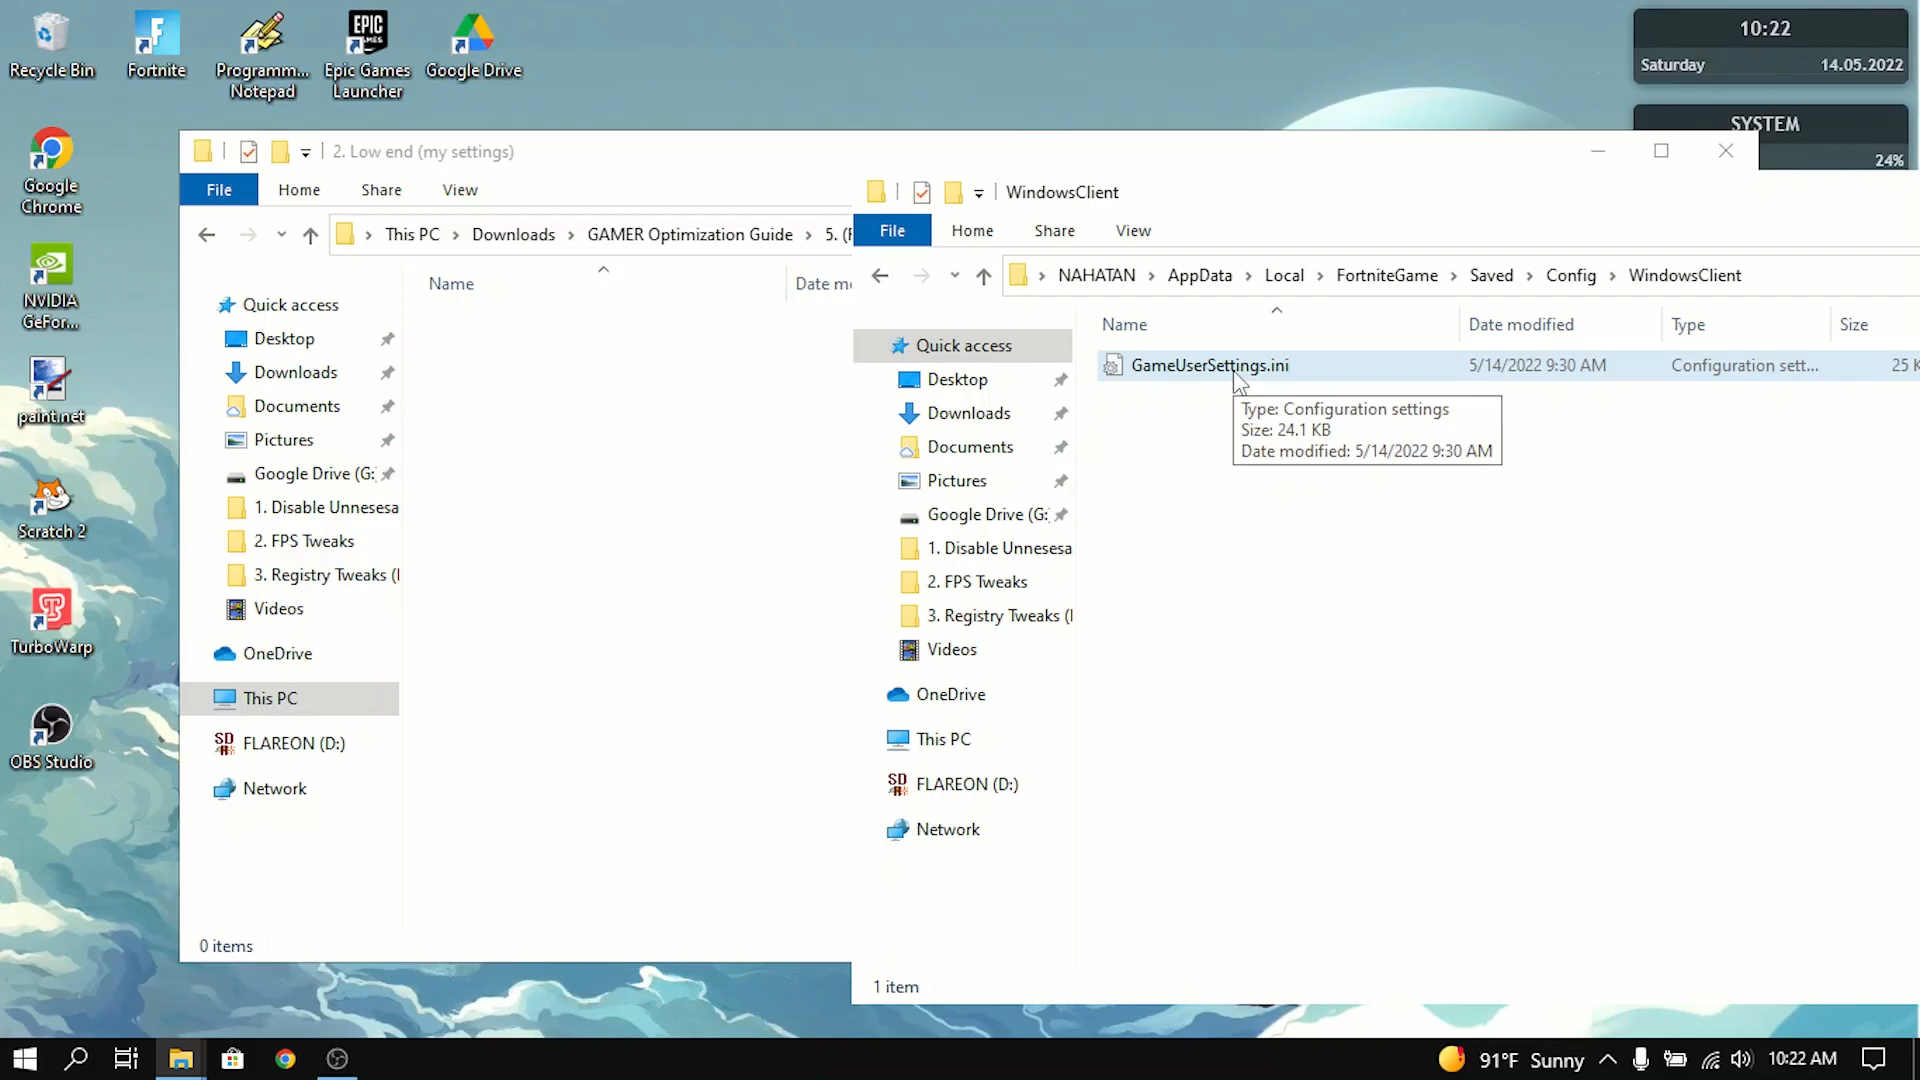 Recycle Bin
Fortnite
Programm...
Notepad
EPIC
GAMES
Epic Games
Launcher
Google Drive
Google
Chrome
NVIDIA
GeFor...
paint.net
Scratch 2
TurboWarp
OBS Studio
10:22
Saturday 14.05.2022
SYSTEM
24%
2. Low end (my settings)
File Home Share View
This PC > Downloads > GAMER Optimization Guide > 5. (F
Name Date mo
Quick access
Desktop
Downloads
Documents
Pictures
Google Drive (G:
1. Disable Unnesesa
2. FPS Tweaks
3. Registry Tweaks (I
Videos
OneDrive
This PC
FLAREON (D:)
Network
0 items
WindowsClient
File Home Share View
NAHATAN > AppData > Local > FortniteGame > Saved > Config > WindowsClient
Name Date modified Type Size
GameUserSettings.ini 5/14/2022 9:30 AM Configuration sett... 25 K
Type: Configuration settings
Size: 24.1 KB
Date modified: 5/14/2022 9:30 AM
Quick access
Desktop
Downloads
Documents
Pictures
Google Drive (G:
1. Disable Unnesesa
2. FPS Tweaks
3. Registry Tweaks (I
Videos
OneDrive
This PC
FLAREON (D:)
Network
1 item
91°F Sunny
10:22 AM